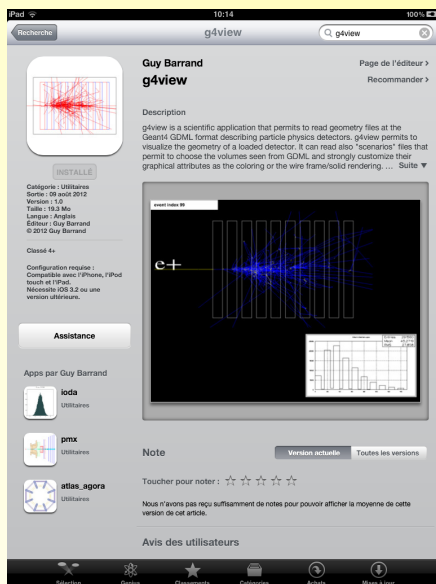 iPad 10:14 100%
Recherche g4view g4view
Guy Barrand Page de l'éditeur >
g4view Recommander >
Description
g4view is a scientific application that permits to read geometry files at the
Geant4 GDML format describing particle physics detectors. g4view permits to
visualize the geometry of a loaded detector. It can read also "scenarios" files that
permit to choose the volumes seen from GDML and strongly customize their
graphical attributes as the coloring or the wire frame/solid rendering. ... Suite ▼
INSTALLÉ
Catégorie : Utilitaires
Sortie : 09 août 2012
Version : 1.0
Taille : 19.3 Mo
Langue : Anglais
Éditeur : Guy Barrand
© 2012 Guy Barrand
Classé 4+
Configuration requise :
Compatible avec l'iPhone, l'iPod
touch et l'iPad.
Nécessite iOS 3.2 ou une
version ultérieure.
Assistance
Apps par Guy Barrand
ioda
Utilitaires
pmx
Utilitaires
atlas_agora
Utilitaires
event index 99
e+
Note Version actuelle Toutes les versions
Toucher pour noter :
Nous n'avons pas reçu suffisamment de notes pour pouvoir afficher la moyenne de cette
version de cet article.
Avis des utilisateurs
Sélection Genius Classements Catégories Achats Mises à jour